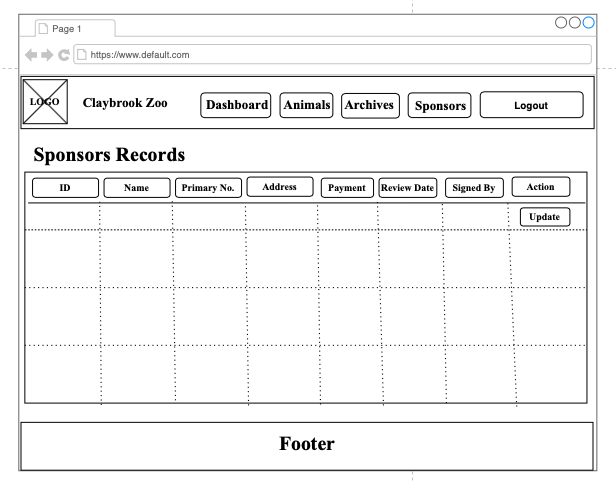 Page 1
https://www.default.com
LOGO Claybrook Zoo Dashboard Animals Archives Sponsors Logout
Sponsors Records
ID Name Primary No. Address Payment Review Date Signed By Action
Update
Footer